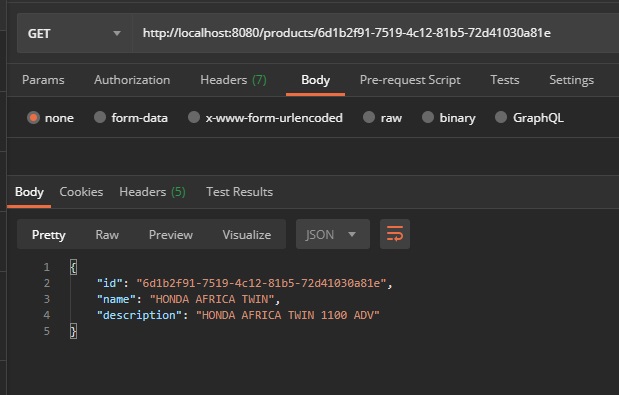 GET http://localhost:8080/products/6d1b2f91-7519-4c12-81b5-72d41030a81e
Params Authorization Headers (7) Body Pre-request Script Tests Settings
none form-data x-www-form-urlencoded raw binary GraphQL
Body Cookies Headers (5) Test Results
Pretty Raw Preview Visualize JSON
1 {
2 "id": "6d1b2f91-7519-4c12-81b5-72d41030a81e",
3 "name": "HONDA AFRICA TWIN",
4 "description": "HONDA AFRICA TWIN 1100 ADV"
5 }